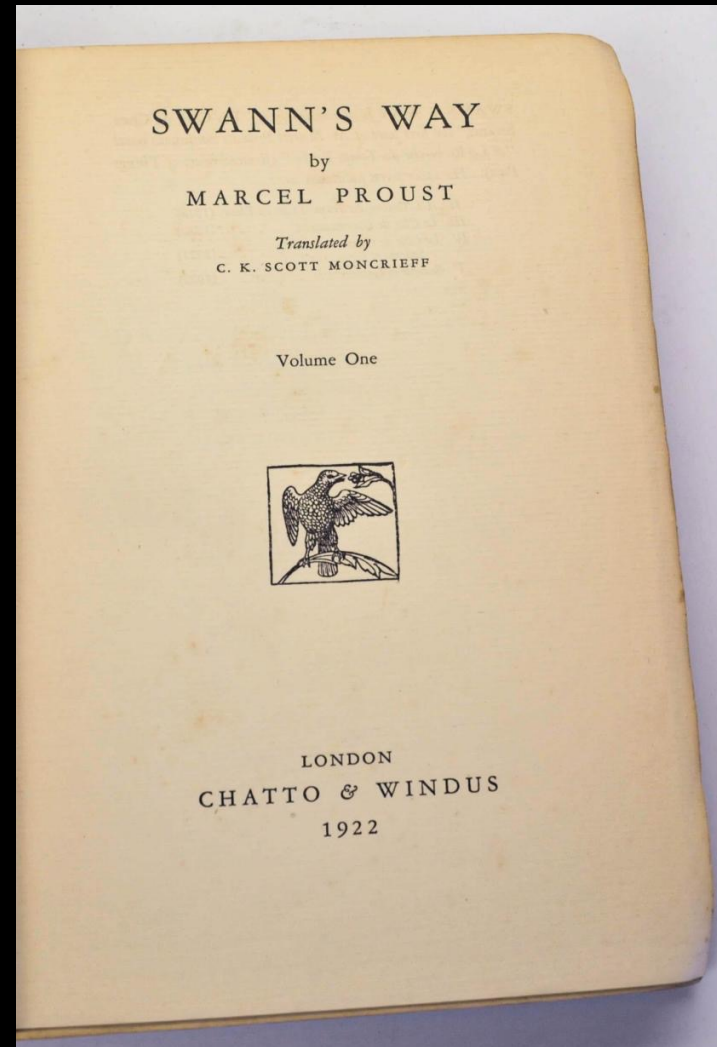 SWANN'S WAY
by
MARCEL PROUST
Translated by
C. K. SCOTT MONCRIEFF
Volume One
LONDON
CHATTO & WINDUS
1922